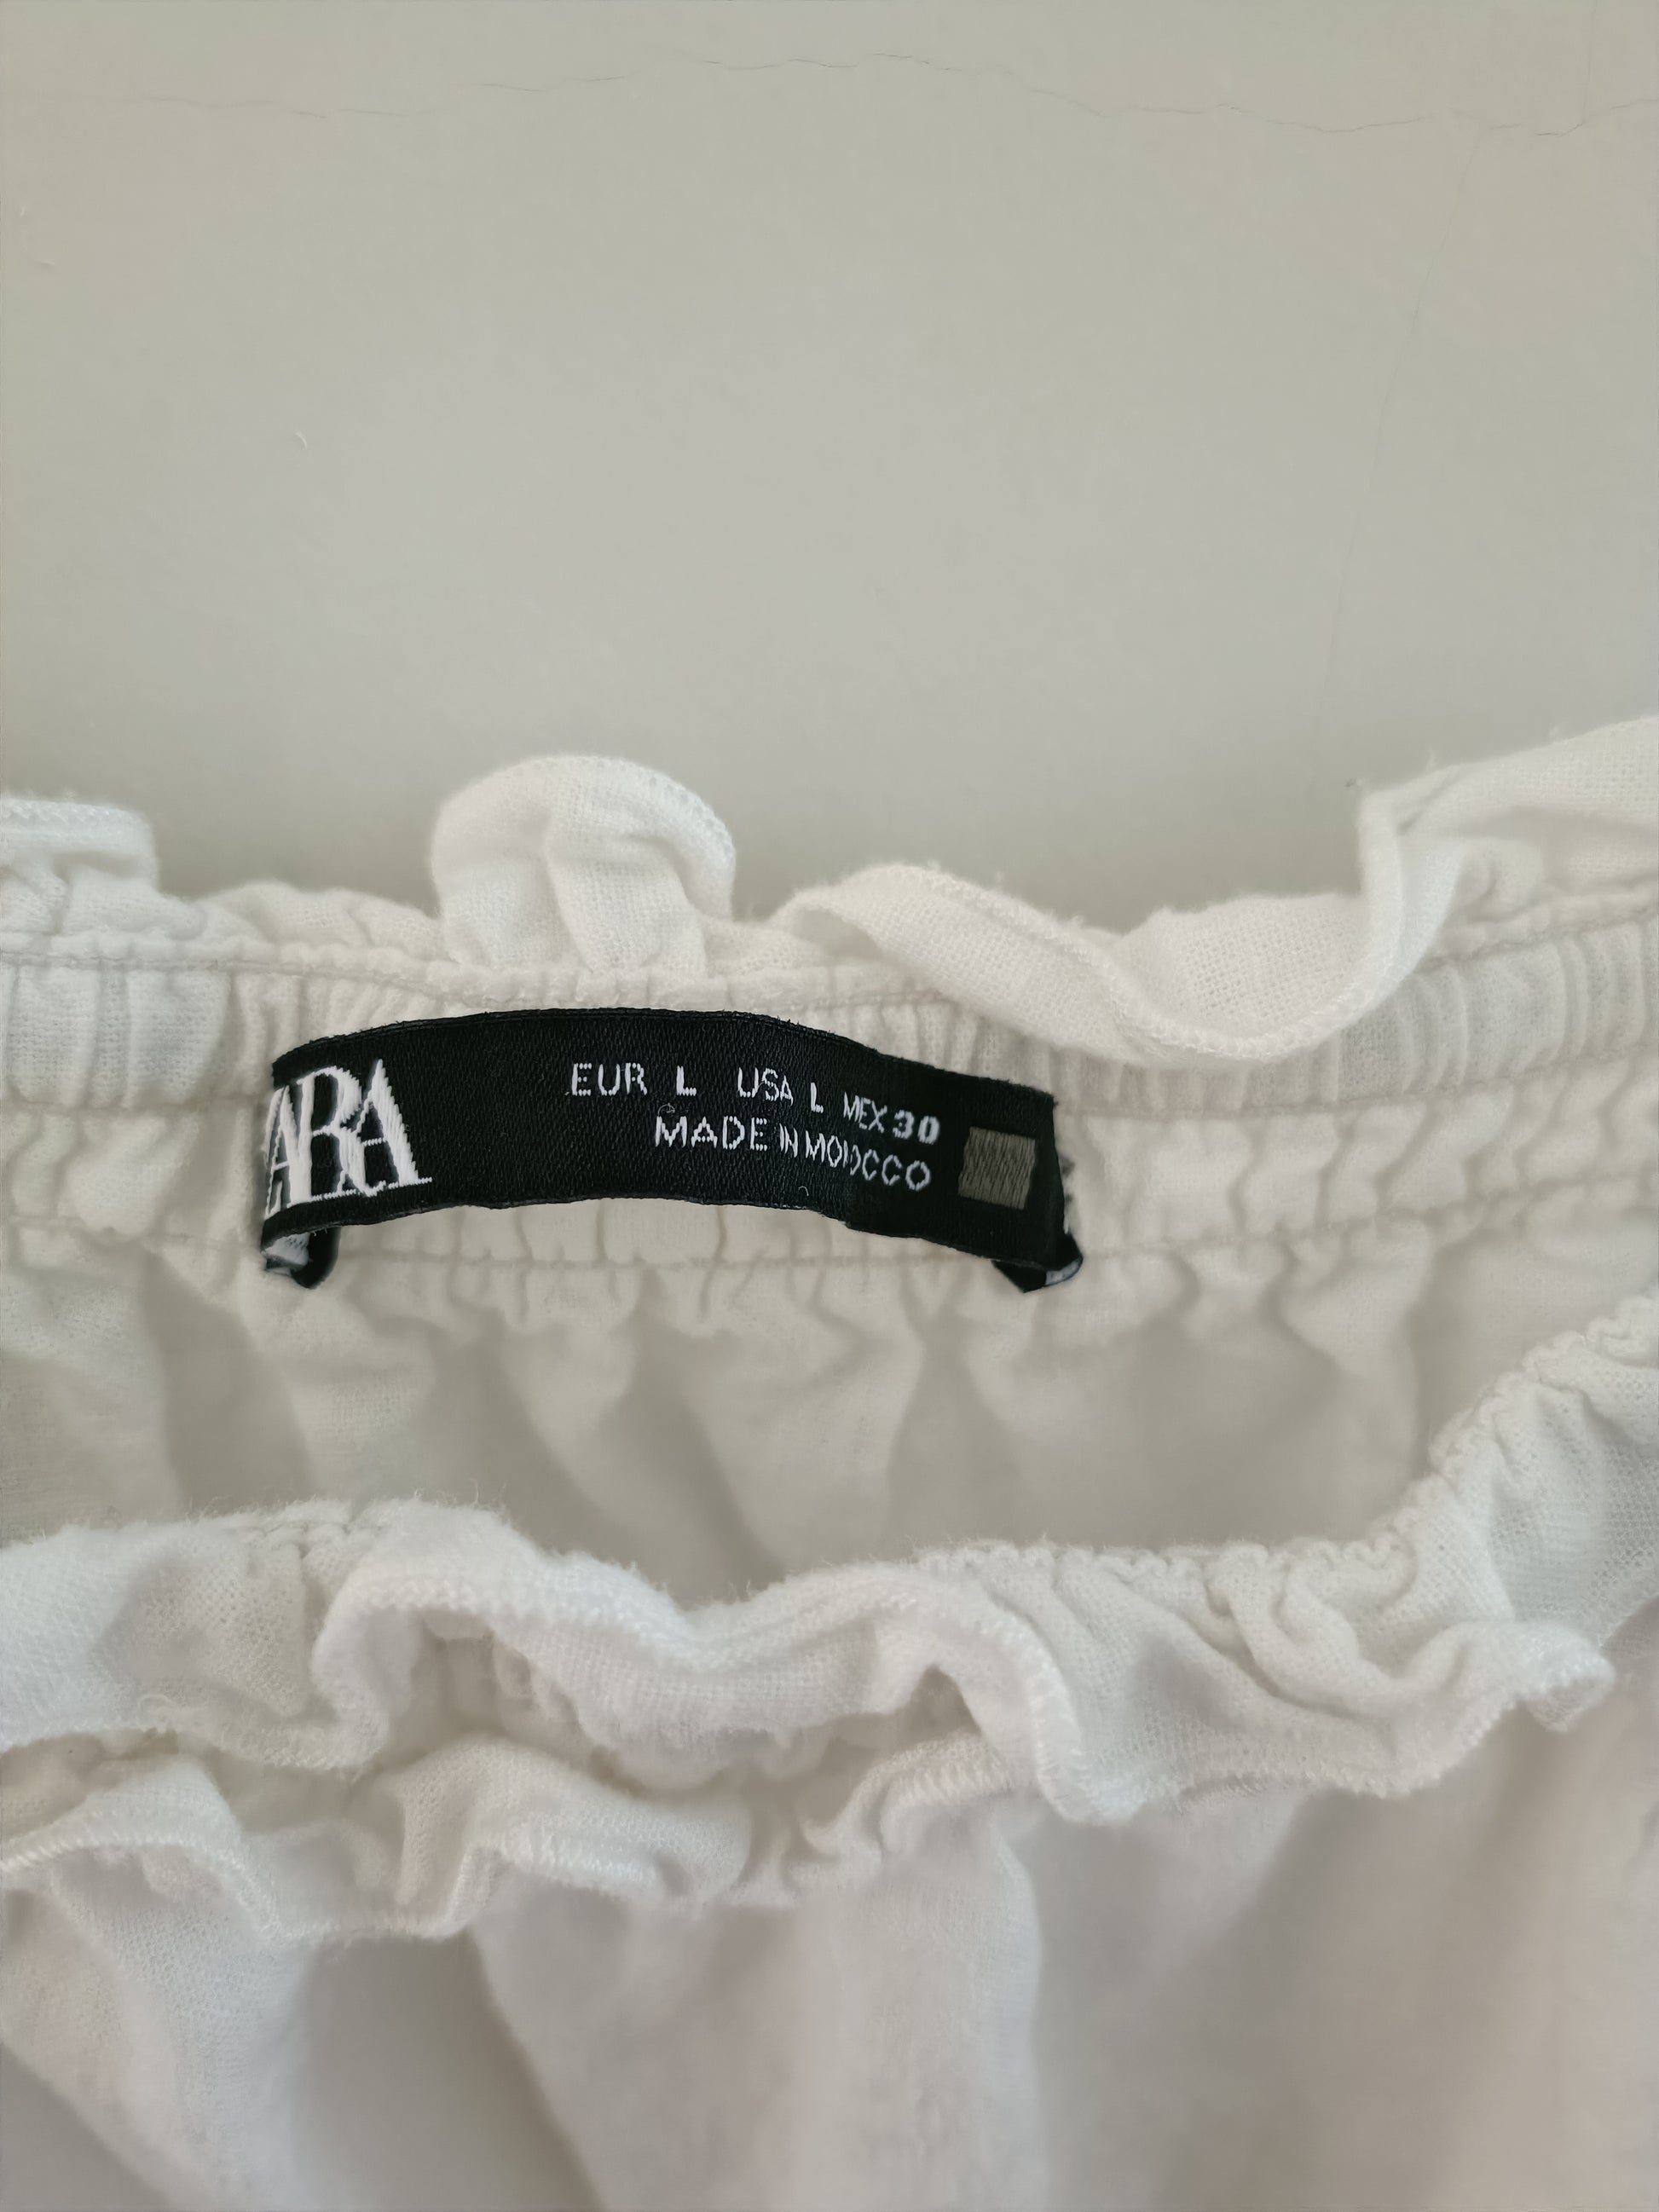 ZARA
EUR L USA L MEX 30
MADE IN MOROCCO